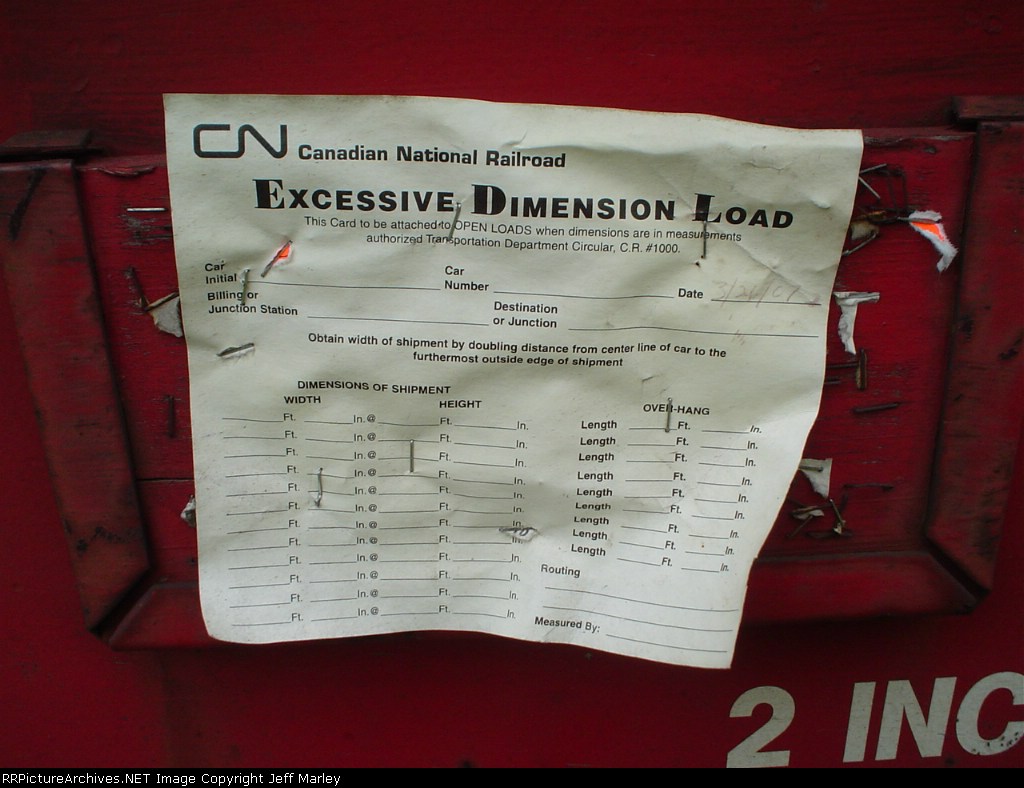 CN Canadian National Railroad
EXCESSIVE DIMENSION LOAD
This Card to be attached to OPEN LOADS when dimensions are in measurements
authorized Transportation Department Circular, C.R. #1000.
Car
Initial
Car
Number
Date
Billing or
Junction Station
Destination
or Junction
Obtain width of shipment by doubling distance from center line of car to the
furthermost outside edge of shipment
DIMENSIONS OF SHIPMENT
WIDTH HEIGHT OVER-HANG
Ft. In. @ Ft. In. Length Ft. In.
Ft. In. @ Ft. In. Length Ft. In.
Ft. In. @ Ft. In. Length Ft. In.
Ft. In. @ Ft. In. Length Ft. In.
Ft. In. @ Ft. In. Length Ft. In.
Ft. In. @ Ft. In. Length Ft. In.
Ft. In. @ Ft. In. Length Ft. In.
Ft. In. @ Ft. In. Length Ft. In.
Ft. In. @ Ft. In. Length Ft. In.
Ft. In. @ Ft. In.
Ft. In. @ Ft. In.
Ft. In. @ Ft. In.
Routing
Measured By:
2 INC
RRPictureArchives.NET Image Copyright Jeff Marley